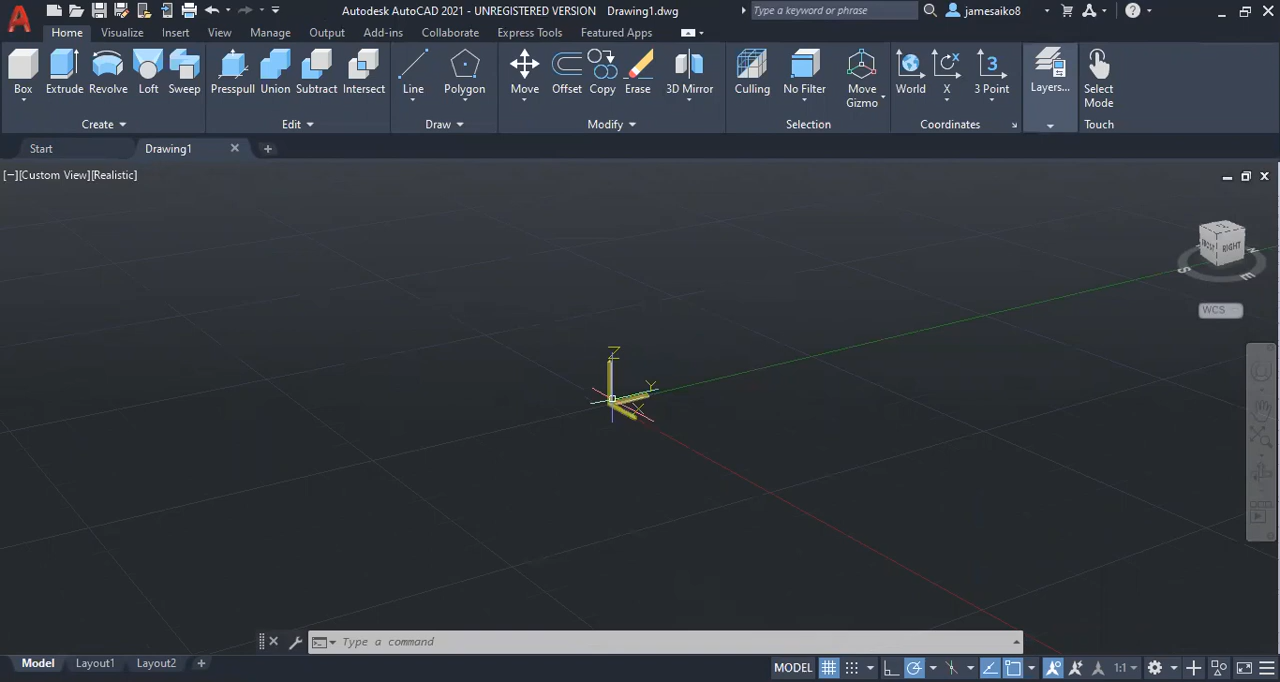 Autodesk AutoCAD 2021 - UNREGISTERED VERSION Drawing1.dwg Type a keyword or phrase jamesaiko8
Home Visualize Insert View Manage Output Add-ins Collaborate Express Tools Featured Apps
Box Extrude Revolve Loft Sweep Presspull Union Subtract Intersect Line Polygon Move Offset Copy Erase 3D Mirror Culling No Filter Move Gizmo World X 3 Point Layers... Select Mode
Create Edit Draw Modify Selection Coordinates Touch
Start Drawing1
[−][Custom View][Realistic]
FRONT RIGHT
S E
WCS
Z
Y
X
Type a command
Model Layout1 Layout2 MODEL 1:1